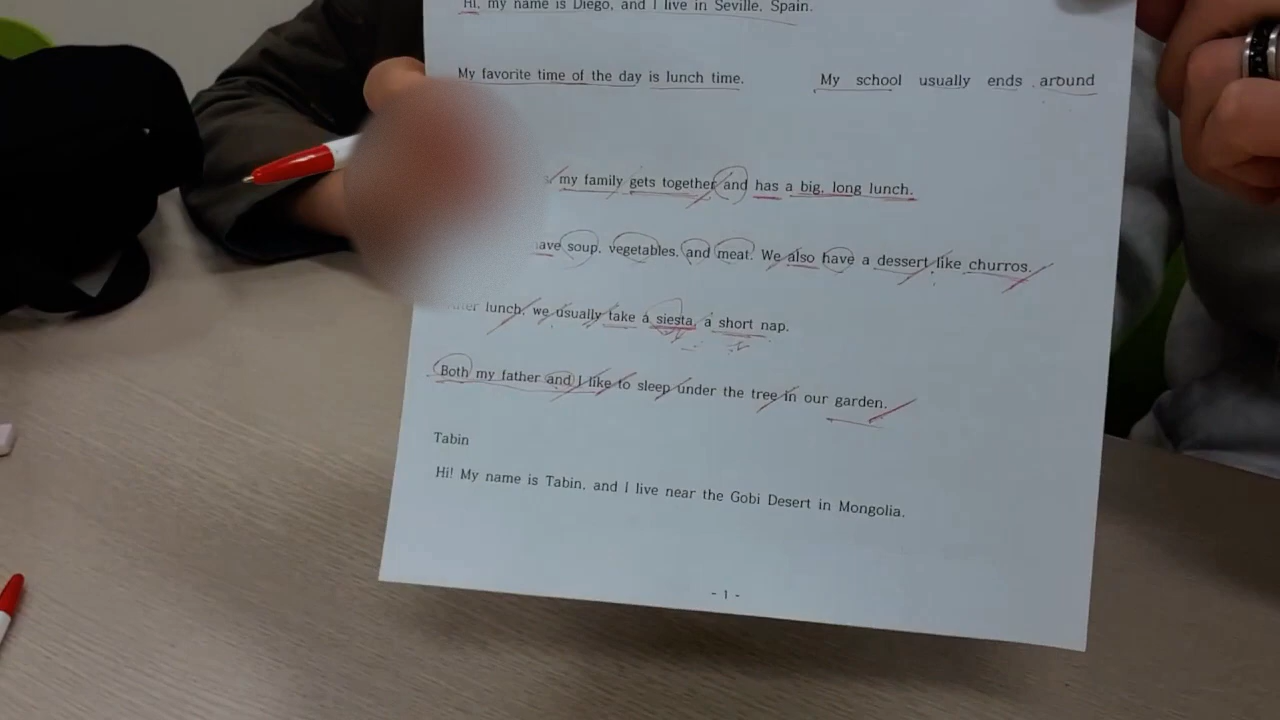 Hi, my name is Diego, and I live in Seville, Spain.
My favorite time of the day is lunch time. My school usually ends around
my family gets together and has a big, long lunch.
soup, vegetables, and meat. We also have a dessert like churros.
lunch, we usually take a siesta, a short nap.
Both my father and I like to sleep under the tree in our garden.
Tabin
Hi! My name is Tabin, and I live near the Gobi Desert in Mongolia.
- 1 -